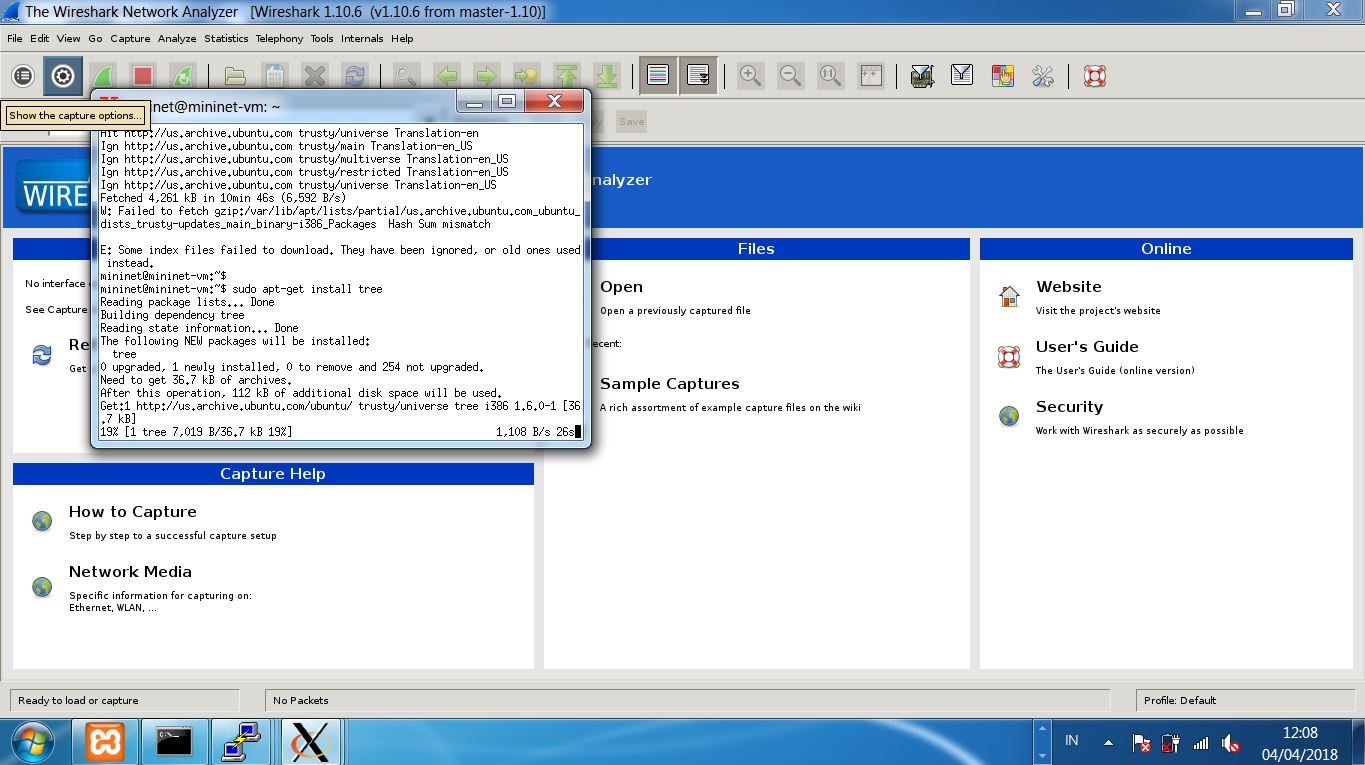 The Wireshark Network Analyzer   [Wireshark 1.10.6  (v1.10.6 from master-1.10)]
File Edit View Go Capture Analyze Statistics Telephony Tools Internals Help
Show the capture options...
Save
net@mininet-vm: ~
Hit http://us.archive.ubuntu.com trusty/universe Translation-en
Ign http://us.archive.ubuntu.com trusty/main Translation-en_US
Ign http://us.archive.ubuntu.com trusty/multiverse Translation-en_US
Ign http://us.archive.ubuntu.com trusty/restricted Translation-en_US
Ign http://us.archive.ubuntu.com trusty/universe Translation-en_US
Fetched 4,261 kB in 10min 46s (6,592 B/s)
W: Failed to fetch gzip:/var/lib/apt/lists/partial/us.archive.ubuntu.com_ubuntu_
dists_trusty-updates_main_binary-i386_Packages  Hash Sum mismatch
E: Some index files failed to download. They have been ignored, or old ones used
instead.
mininet@mininet-vm:~$
mininet@mininet-vm:~$ sudo apt-get install tree
Reading package lists... Done
Building dependency tree
Reading state information... Done
The following NEW packages will be installed:
tree
0 upgraded, 1 newly installed, 0 to remove and 254 not upgraded.
Need to get 36.7 kB of archives.
After this operation, 112 kB of additional disk space will be used.
Get:1 http://us.archive.ubuntu.com/ubuntu/ trusty/universe tree i386 1.6.0-1 [36
.7 kB]
19% [1 tree 7,019 B/36.7 kB 19%] 1,108 B/s 26s
WIRE
nalyzer
No interface
See Capture
Re
Get
Capture Help
How to Capture
Step by step to a successful capture setup
Network Media
Specific information for capturing on:
Ethernet, WLAN, ...
Files
Open
Open a previously captured file
ecent:
Sample Captures
A rich assortment of example capture files on the wiki
Online
Website
Visit the project's website
User's Guide
The User's Guide (online version)
Security
Work with Wireshark as securely as possible
Ready to load or capture
No Packets
Profile: Default
IN
12:08
04/04/2018